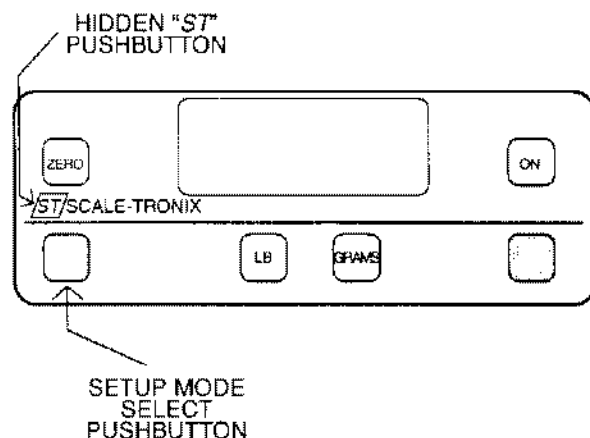 HIDDEN "ST"
PUSHBUTTON
ZERO
ON
ST/SCALE-TRONIX
LB
GRAMS
SETUP MODE
SELECT
PUSHBUTTON